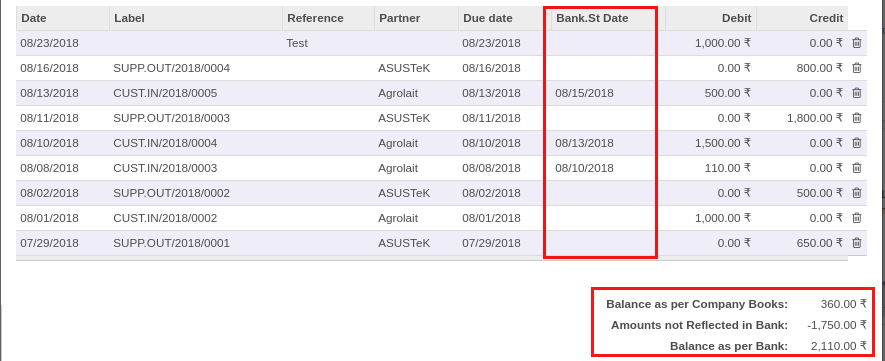 Date Label Reference Partner Due date Bank.St Date Debit Credit
08/23/2018 Test 08/23/2018 1,000.00 ₹ 0.00 ₹
08/16/2018 SUPP.OUT/2018/0004 ASUSTeK 08/16/2018 0.00 ₹ 800.00 ₹
08/13/2018 CUST.IN/2018/0005 Agrolait 08/13/2018 08/15/2018 500.00 ₹ 0.00 ₹
08/11/2018 SUPP.OUT/2018/0003 ASUSTeK 08/11/2018 0.00 ₹ 1,800.00 ₹
08/10/2018 CUST.IN/2018/0004 Agrolait 08/10/2018 08/13/2018 1,500.00 ₹ 0.00 ₹
08/08/2018 CUST.IN/2018/0003 Agrolait 08/08/2018 08/10/2018 110.00 ₹ 0.00 ₹
08/02/2018 SUPP.OUT/2018/0002 ASUSTeK 08/02/2018 0.00 ₹ 500.00 ₹
08/01/2018 CUST.IN/2018/0002 Agrolait 08/01/2018 1,000.00 ₹ 0.00 ₹
07/29/2018 SUPP.OUT/2018/0001 ASUSTeK 07/29/2018 0.00 ₹ 650.00 ₹
Balance as per Company Books: 360.00 ₹
Amounts not Reflected in Bank: -1,750.00 ₹
Balance as per Bank: 2,110.00 ₹